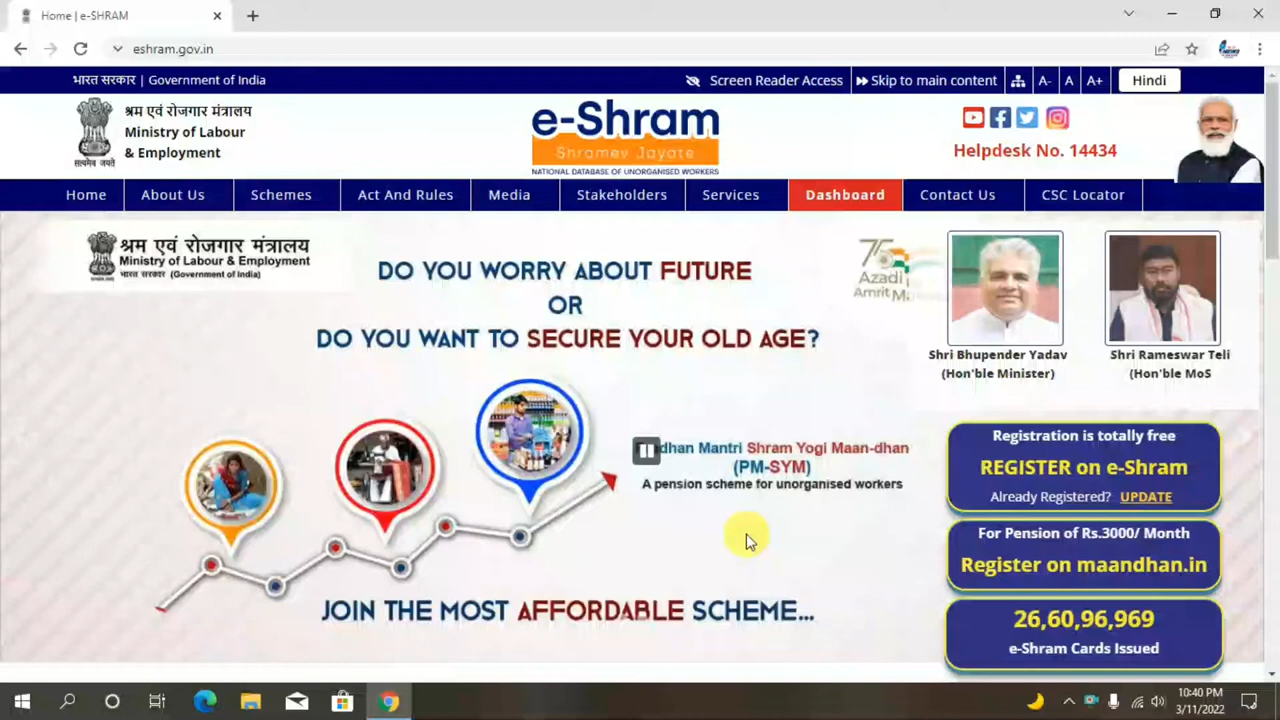 Home | e-SHRAM
eshram.gov.in
भारत सरकार | Government of India
Screen Reader Access
Skip to main content
A-
A
A+
Hindi
श्रम एवं रोजगार मंत्रालय
Ministry of Labour
& Employment
सत्यमेव जयते
e-Shram
Shramev Jayate
NATIONAL DATABASE OF UNORGANISED WORKERS
Helpdesk No. 14434
Home
About Us
Schemes
Act And Rules
Media
Stakeholders
Services
Dashboard
Contact Us
CSC Locator
श्रम एवं रोजगार मंत्रालय
Ministry of Labour & Employment
भारत सरकार (Government of India)
DO YOU WORRY ABOUT FUTURE
OR
DO YOU WANT TO SECURE YOUR OLD AGE?
75
Azadi
Amrit
Shri Bhupender Yadav
(Hon'ble Minister)
Shri Rameswar Teli
(Hon'ble MoS
dhan Mantri Shram Yogi Maan-dhan
(PM-SYM)
A pension scheme for unorganised workers
JOIN THE MOST AFFORDABLE SCHEME...
Registration is totally free
REGISTER on e-Shram
Already Registered? UPDATE
For Pension of Rs.3000/ Month
Register on maandhan.in
26,60,96,969
e-Shram Cards Issued
10:40 PM
3/11/2022